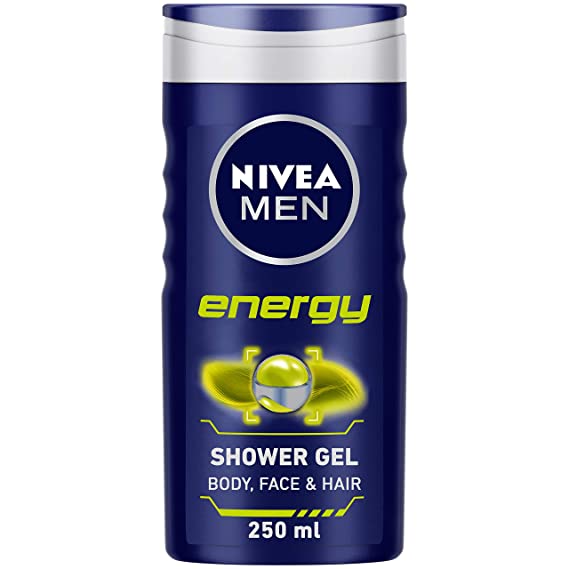 NIVEA
MEN
energy
SHOWER GEL
BODY, FACE & HAIR
250 ml